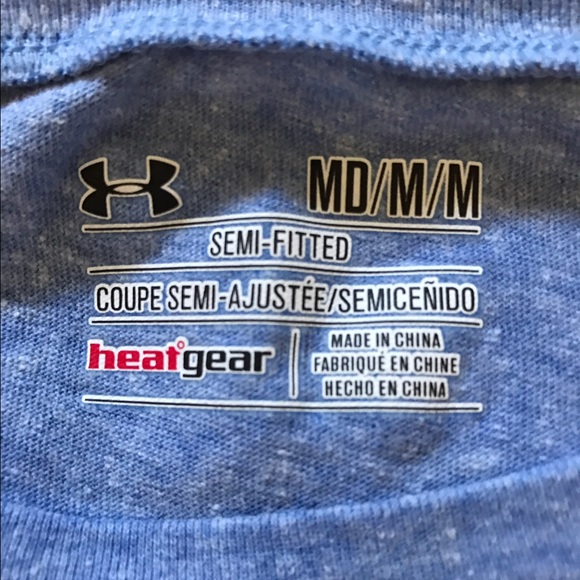 MD/M/M
SEMI-FITTED
COUPE SEMI-AJUSTÉE/SEMICEÑIDO
heatgear
MADE IN CHINA
FABRIQUÉ EN CHINE
HECHO EN CHINA